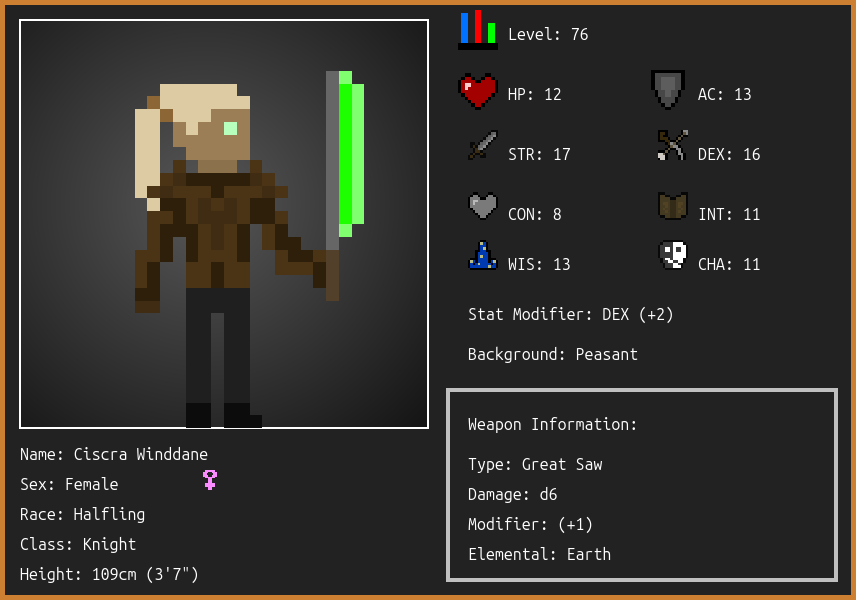 Level: 76
HP: 12
AC: 13
STR: 17
DEX: 16
CON: 8
INT: 11
WIS: 13
CHA: 11
Stat Modifier: DEX (+2)
Background: Peasant
Weapon Information:
Type: Great Saw
Damage: d6
Modifier: (+1)
Elemental: Earth
Name: Ciscra Winddane
Sex: Female
Race: Halfling
Class: Knight
Height: 109cm (3'7")